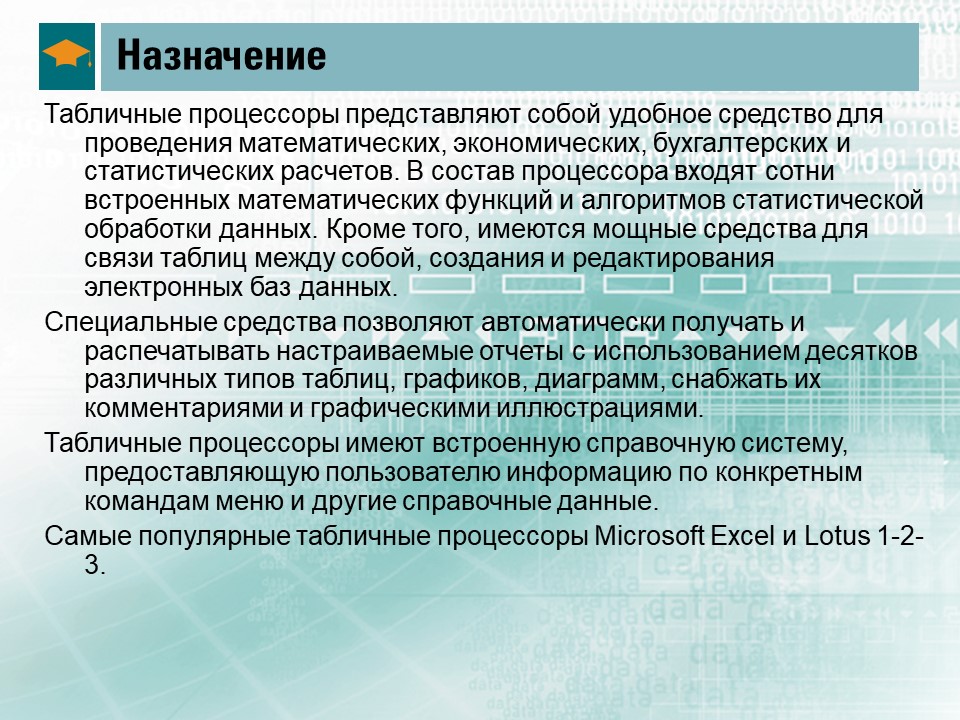 Назначение
Табличные процессоры представляют собой удобное средство для
проведения математических, экономических, бухгалтерских и
статистических расчетов. В состав процессора входят сотни
встроенных математических функций и алгоритмов статистической
обработки данных. Кроме того, имеются мощные средства для
связи таблиц между собой, создания и редактирования
электронных баз данных.
Специальные средства позволяют автоматически получать и
распечатывать настраиваемые отчеты с использованием десятков
различных типов таблиц, графиков, диаграмм, снабжать их
комментариями и графическими иллюстрациями.
Табличные процессоры имеют встроенную справочную систему,
предоставляющую пользователю информацию по конкретным
командам меню и другие справочные данные.
Самые популярные табличные процессоры Microsoft Excel и Lotus 1-2-
3.